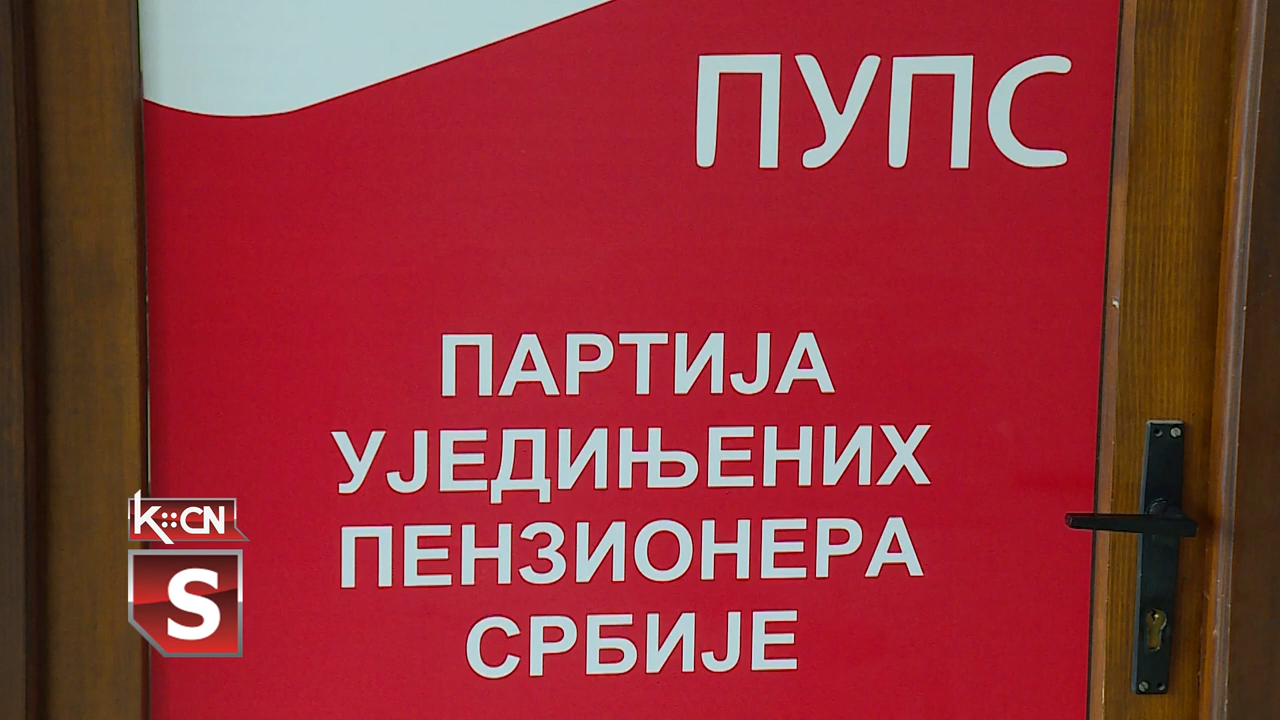 ПУПС
ПАРТИЈА
УЈЕДИЊЕНИХ
ПЕНЗИОНЕРА
СРБИЈЕ
K::CN
S